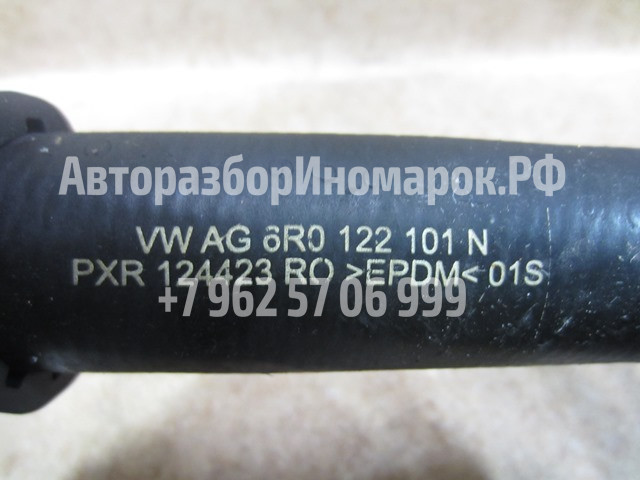 АвторазборИномарок.РФ
VW AG 6R0 122 101 N
PXR 124423 RO >EPDM< 01S
+7 962 57 06 999